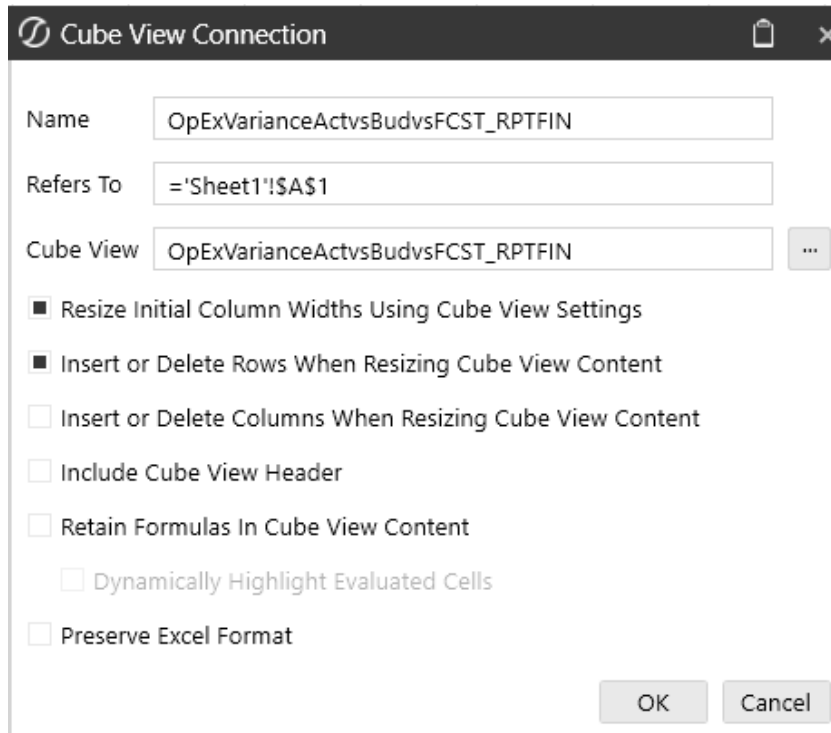 Cube View Connection
Name OpExVarianceActvsBudvsFCST_RPTFIN
Refers To ='Sheet1'!$A$1
Cube View OpExVarianceActvsBudvsFCST_RPTFIN ...
Resize Initial Column Widths Using Cube View Settings
Insert or Delete Rows When Resizing Cube View Content
Insert or Delete Columns When Resizing Cube View Content
Include Cube View Header
Retain Formulas In Cube View Content
Dynamically Highlight Evaluated Cells
Preserve Excel Format
OK Cancel